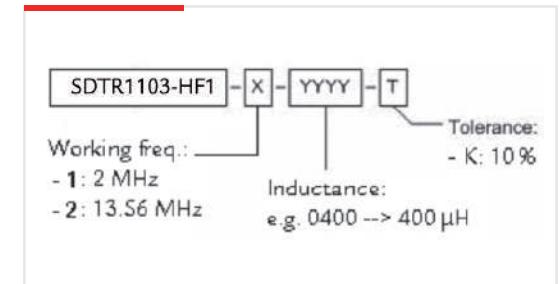 SDTR1103-HF1 - X - YYYY - T
Tolerance:
- K: 10%
Working freq.:
- 1: 2 MHz
- 2: 13.56 MHz
Inductance:
e.g. 0400 --> 400 µH